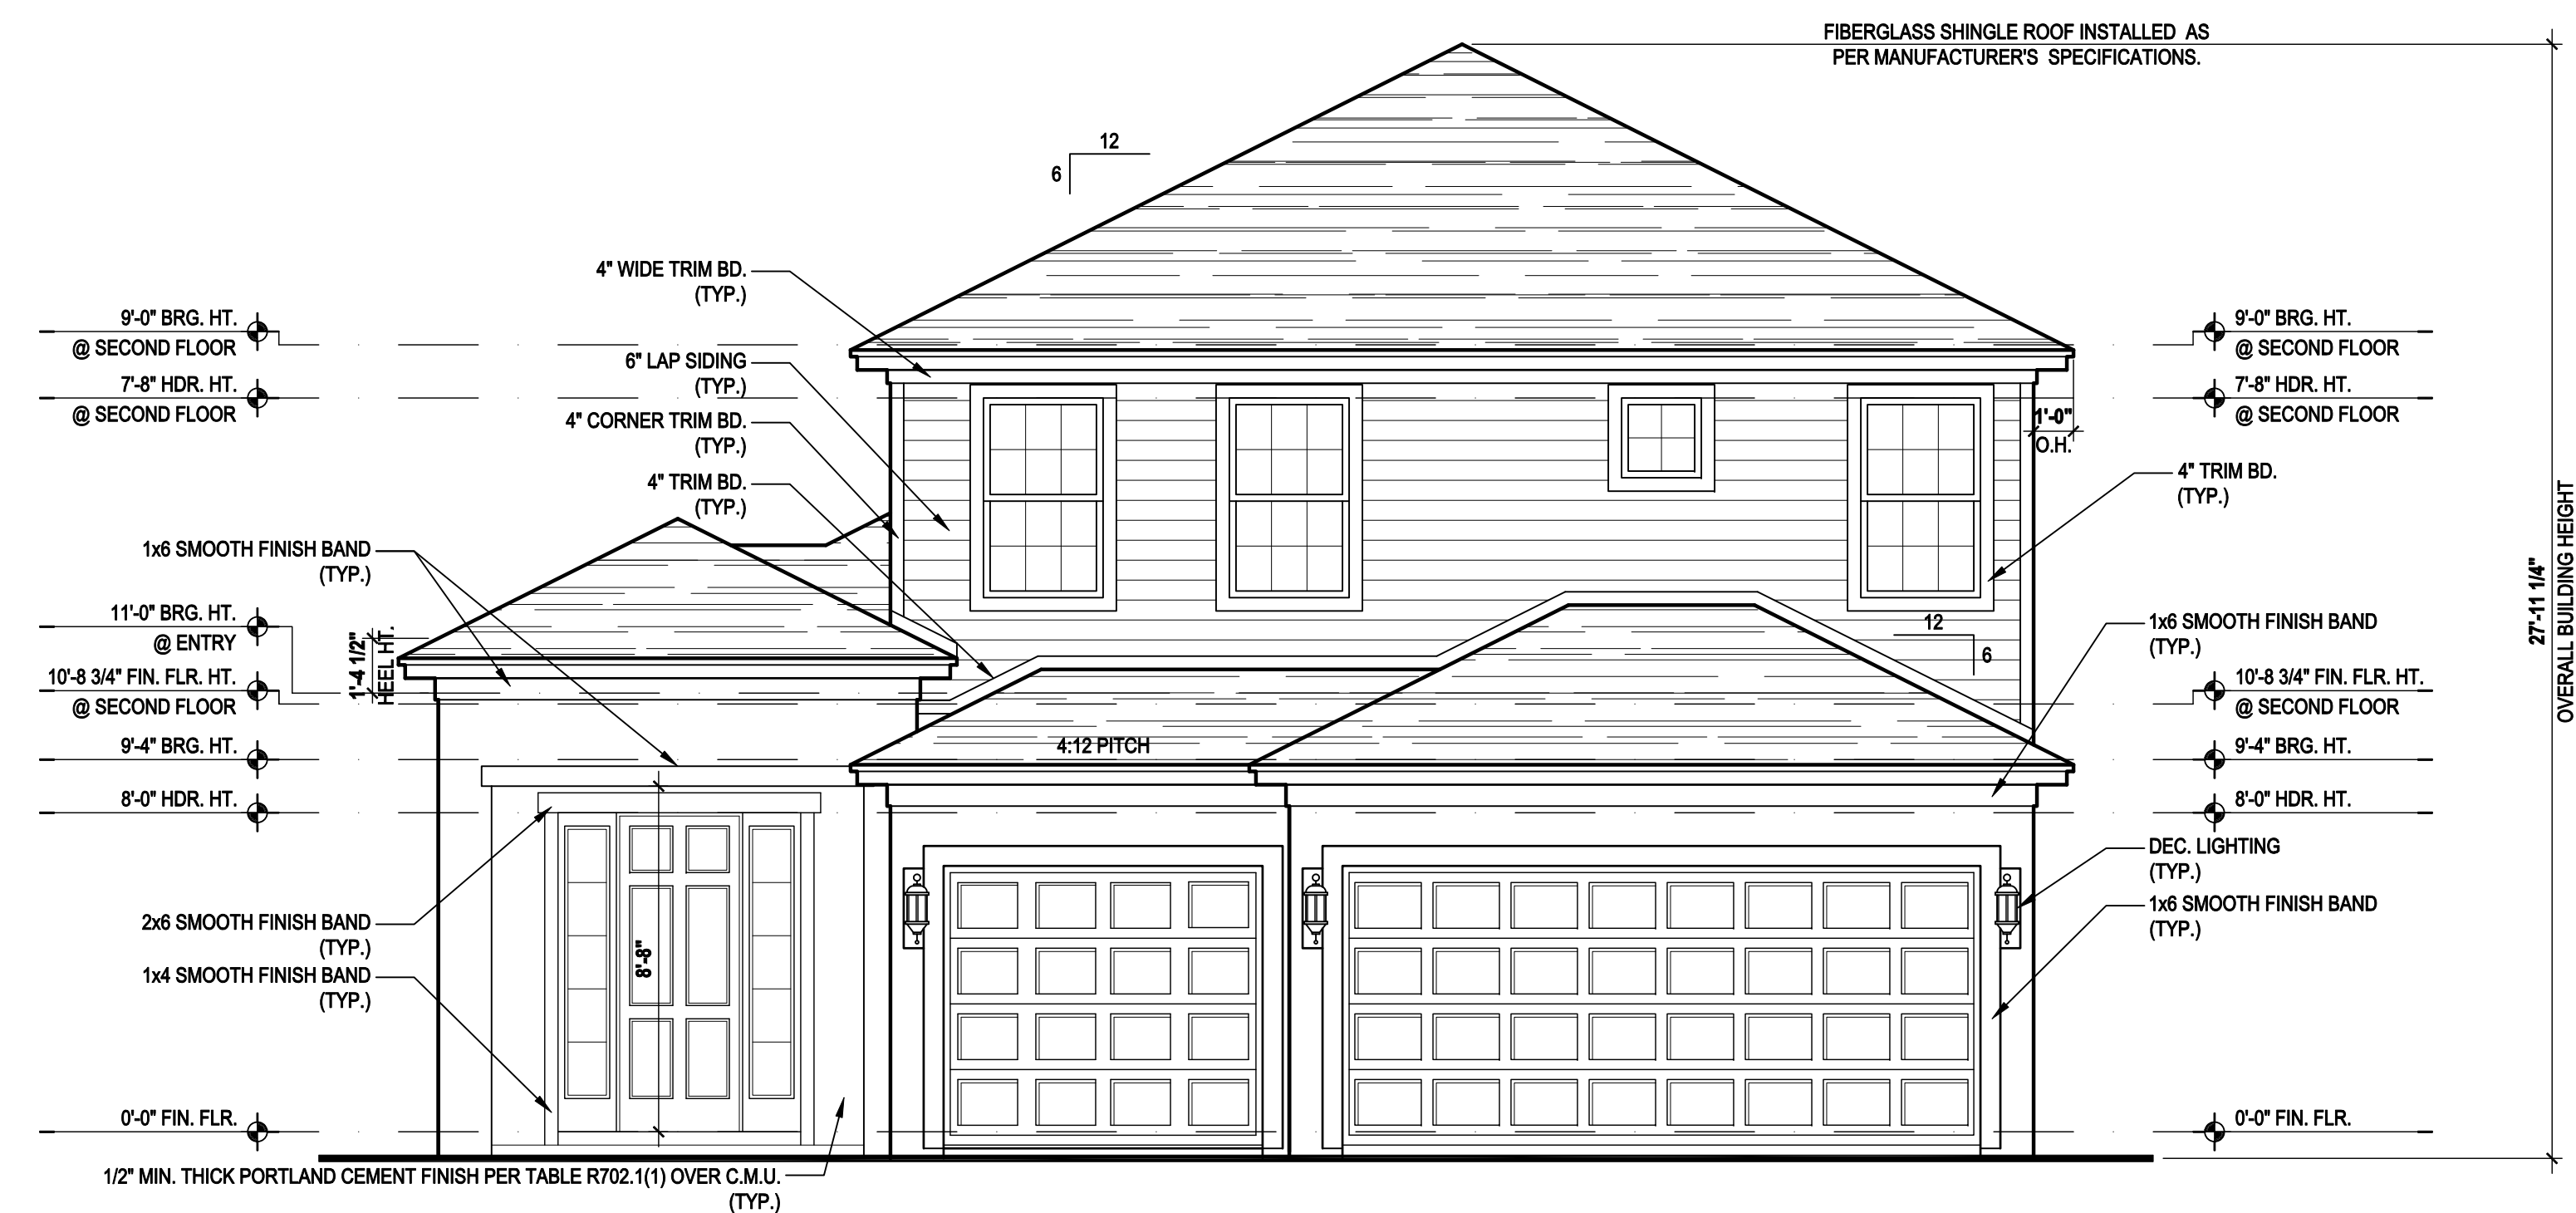 FIBERGLASS SHINGLE ROOF INSTALLED AS
PER MANUFACTURER'S SPECIFICATIONS.
12
6
4" WIDE TRIM BD.
(TYP.)
6" LAP SIDING
(TYP.)
4" CORNER TRIM BD.
(TYP.)
4" TRIM BD.
(TYP.)
9'-0" BRG. HT.
@ SECOND FLOOR
7'-8" HDR. HT.
@ SECOND FLOOR
1x6 SMOOTH FINISH BAND
(TYP.)
11'-0" BRG. HT.
@ ENTRY
1'-4 1/2"
HEEL HT.
10'-8 3/4" FIN. FLR. HT.
@ SECOND FLOOR
9'-4" BRG. HT.
8'-0" HDR. HT.
2x6 SMOOTH FINISH BAND
(TYP.)
1x4 SMOOTH FINISH BAND
(TYP.)
8'-8"
0'-0" FIN. FLR.
1/2" MIN. THICK PORTLAND CEMENT FINISH PER TABLE R702.1(1) OVER C.M.U.
(TYP.)
4:12 PITCH
12
6
1'-0"
O.H.
9'-0" BRG. HT.
@ SECOND FLOOR
7'-8" HDR. HT.
@ SECOND FLOOR
4" TRIM BD.
(TYP.)
1x6 SMOOTH FINISH BAND
(TYP.)
10'-8 3/4" FIN. FLR. HT.
@ SECOND FLOOR
9'-4" BRG. HT.
8'-0" HDR. HT.
DEC. LIGHTING
(TYP.)
1x6 SMOOTH FINISH BAND
(TYP.)
0'-0" FIN. FLR.
27'-11 1/4"
OVERALL BUILDING HEIGHT